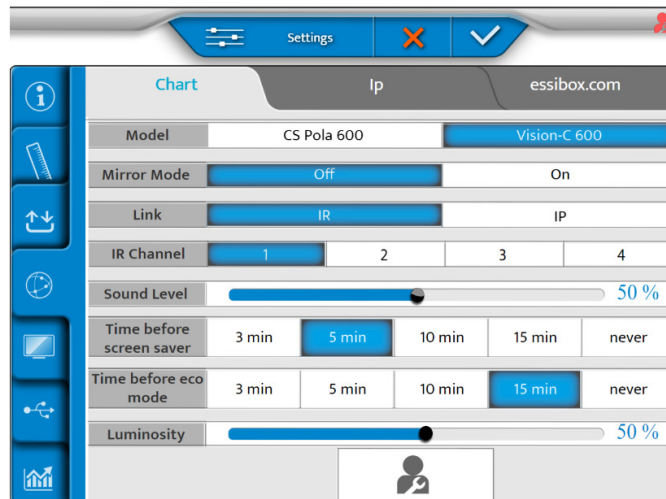 Settings
Chart Ip essibox.com
Model CS Pola 600 Vision-C 600
Mirror Mode Off On
Link IR IP
IR Channel 1 2 3 4
Sound Level 50 %
Time before
screen saver 3 min 5 min 10 min 15 min never
Time before eco
mode 3 min 5 min 10 min 15 min never
Luminosity 50 %